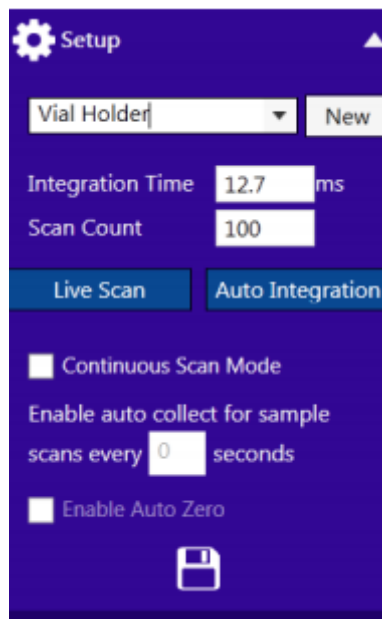 Setup
Vial Holder New
Integration Time 12.7 ms
Scan Count 100
Live Scan Auto Integration
Continuous Scan Mode
Enable auto collect for sample
scans every 0 seconds
Enable Auto Zero